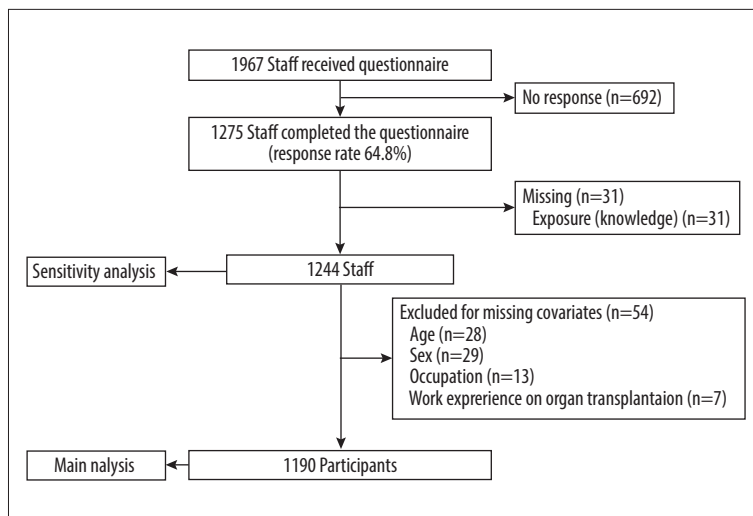 1967 Staff received questionnaire
No response (n=692)
1275 Staff completed the questionnaire
(response rate 64.8%)
Missing (n=31)
Exposure (knowledge) (n=31)
Sensitivity analysis
1244 Staff
Excluded for missing covariates (n=54)
Age (n=28)
Sex (n=29)
Occupation (n=13)
Work exprerience on organ transplantaion (n=7)
Main nalysis
1190 Participants